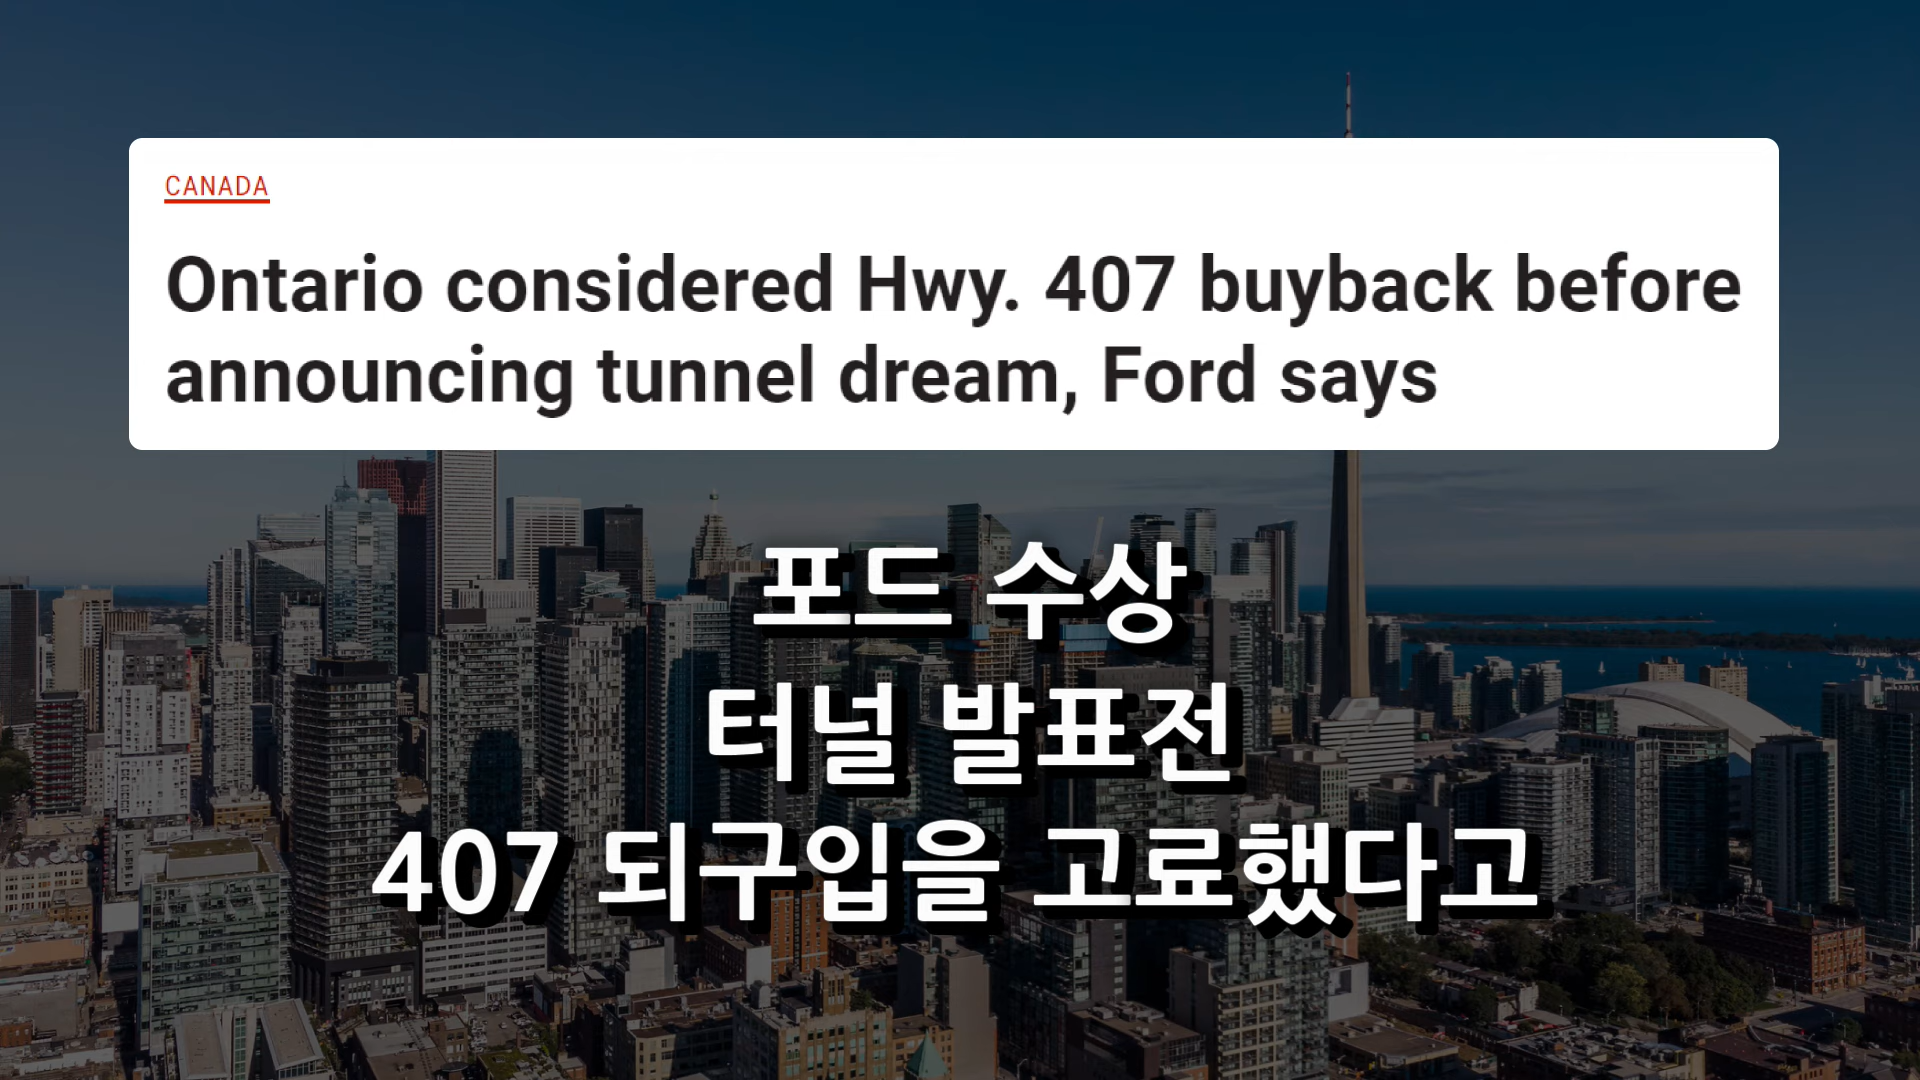 CANADA
Ontario considered Hwy. 407 buyback before
announcing tunnel dream, Ford says
포드 수상
터널 발표전
407 되구입을 고료했다고